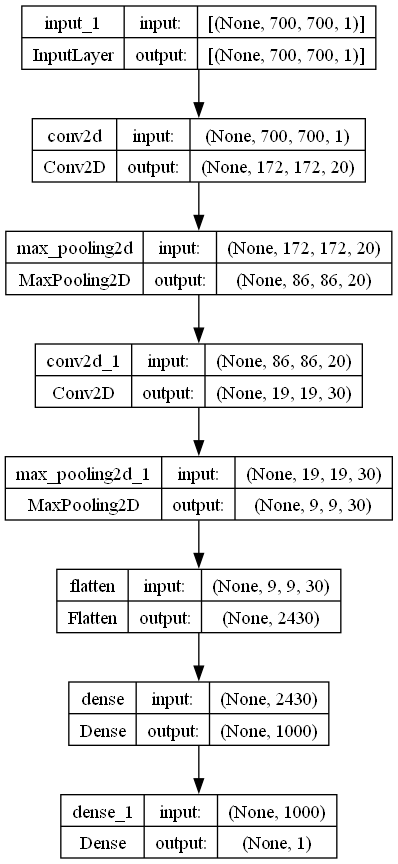 input_1 input: [(None, 700, 700, 1)]
InputLayer output: [(None, 700, 700, 1)]
conv2d input: (None, 700, 700, 1)
Conv2D output: (None, 172, 172, 20)
max_pooling2d input: (None, 172, 172, 20)
MaxPooling2D output: (None, 86, 86, 20)
conv2d_1 input: (None, 86, 86, 20)
Conv2D output: (None, 19, 19, 30)
max_pooling2d_1 input: (None, 19, 19, 30)
MaxPooling2D output: (None, 9, 9, 30)
flatten input: (None, 9, 9, 30)
Flatten output: (None, 2430)
dense input: (None, 2430)
Dense output: (None, 1000)
dense_1 input: (None, 1000)
Dense output: (None, 1)